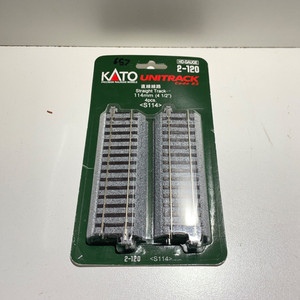 657
HO GAUGE
KATO UNITRACK
2-120
直線線路
Straight Track
114mm (4 1/2")
4pcs.
<S114>
2-120 <S114>